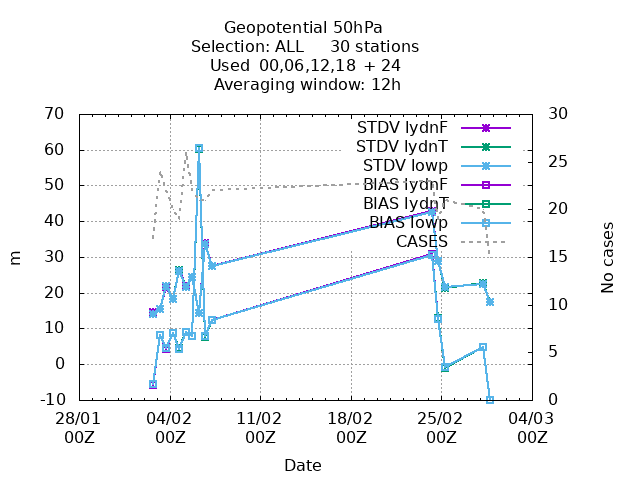 Geopotential 50hPa
Selection: ALL     30 stations
Used  00,06,12,18 + 24
Averaging window: 12h
70
60
50
40
30
20
10
0
-10
m
30
25
20
15
10
5
0
No cases
STDV lydnF
STDV lydnT
STDV lowp
BIAS lydnF
BIAS lydnT
BIAS lowp
CASES
28/01 04/02 11/02 18/02 25/02 04/03
00Z 00Z 00Z 00Z 00Z 00Z
Date